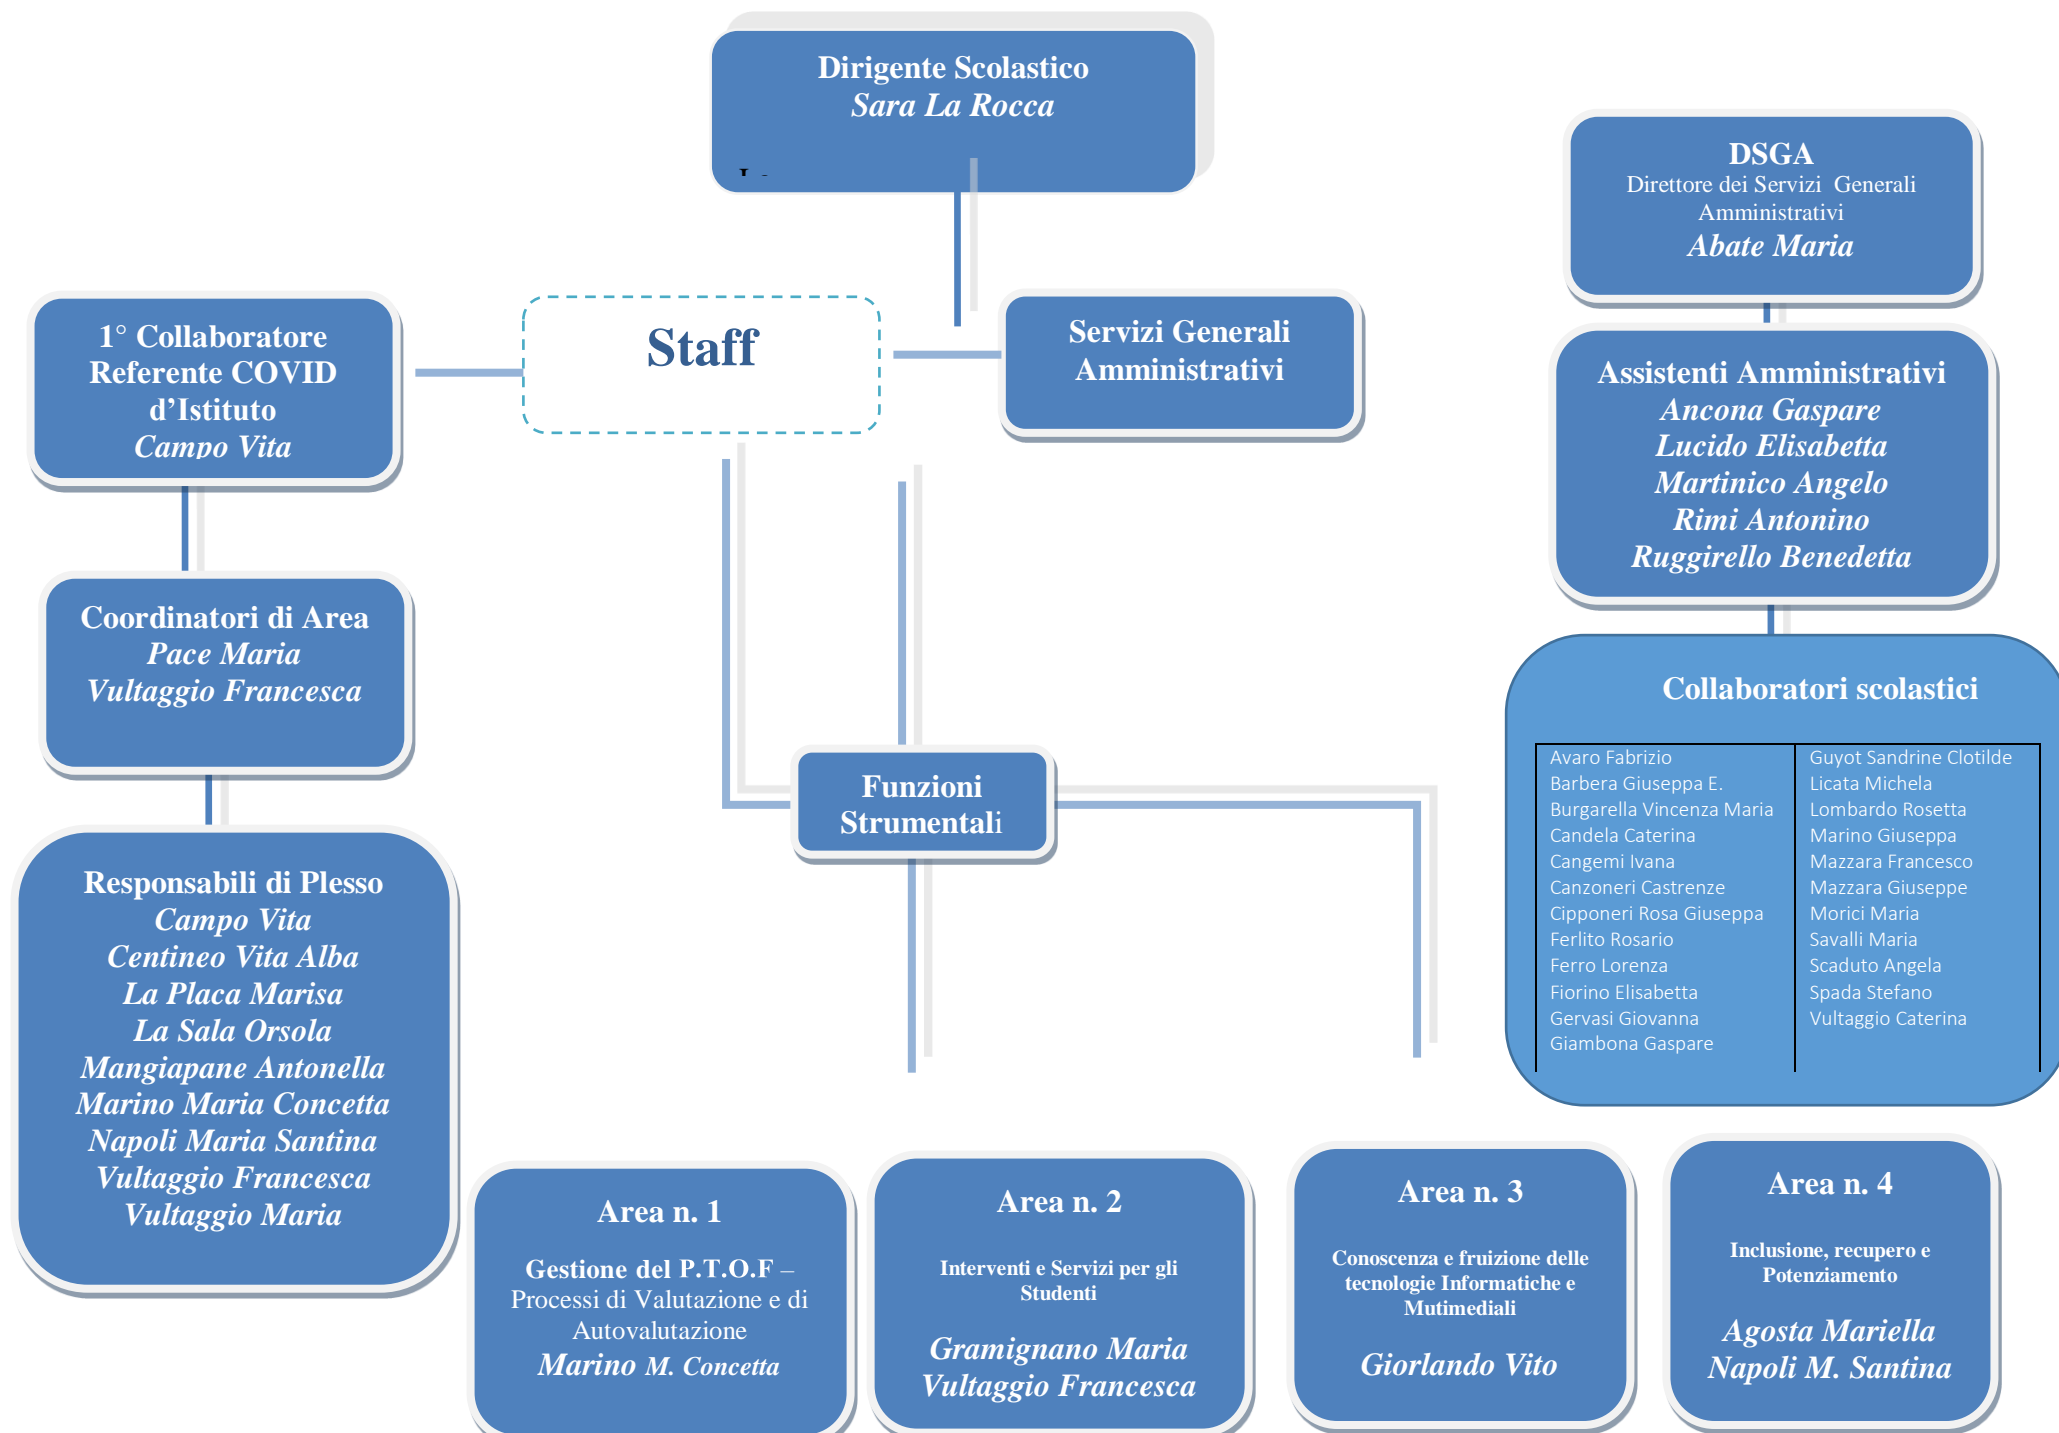 Dirigente Scolastico
Sara La Rocca
DSGA
Direttore dei Servizi Generali
Amministrativi
Abate Maria
1° Collaboratore
Referente COVID
d’Istituto
Campo Vita
Staff
Servizi Generali
Amministrativi
Assistenti Amministrativi
Ancona Gaspare
Lucido Elisabetta
Martinico Angelo
Rimi Antonino
Ruggirello Benedetta
Coordinatori di Area
Pace Maria
Vultaggio Francesca
Collaboratori scolastici
Avaro Fabrizio
Barbera Giuseppa E.
Burgarella Vincenza Maria
Candela Caterina
Cangemi Ivana
Canzoneri Castrenze
Cipponeri Rosa Giuseppa
Ferlito Rosario
Ferro Lorenza
Fiorino Elisabetta
Gervasi Giovanna
Giambona Gaspare
Guyot Sandrine Clotilde
Licata Michela
Lombardo Rosetta
Marino Giuseppa
Mazzara Francesco
Mazzara Giuseppe
Morici Maria
Savalli Maria
Scaduto Angela
Spada Stefano
Vultaggio Caterina
Funzioni
Strumentali
Responsabili di Plesso
Campo Vita
Centineo Vita Alba
La Placa Marisa
La Sala Orsola
Mangiapane Antonella
Marino Maria Concetta
Napoli Maria Santina
Vultaggio Francesca
Vultaggio Maria
Area n. 1
Gestione del P.T.O.F –
Processi di Valutazione e di
Autovalutazione
Marino M. Concetta
Area n. 2
Interventi e Servizi per gli
Studenti
Gramignano Maria
Vultaggio Francesca
Area n. 3
Conoscenza e fruizione delle
tecnologie Informatiche e
Mutimediali
Giorlando Vito
Area n. 4
Inclusione, recupero e
Potenziamento
Agosta Mariella
Napoli M. Santina